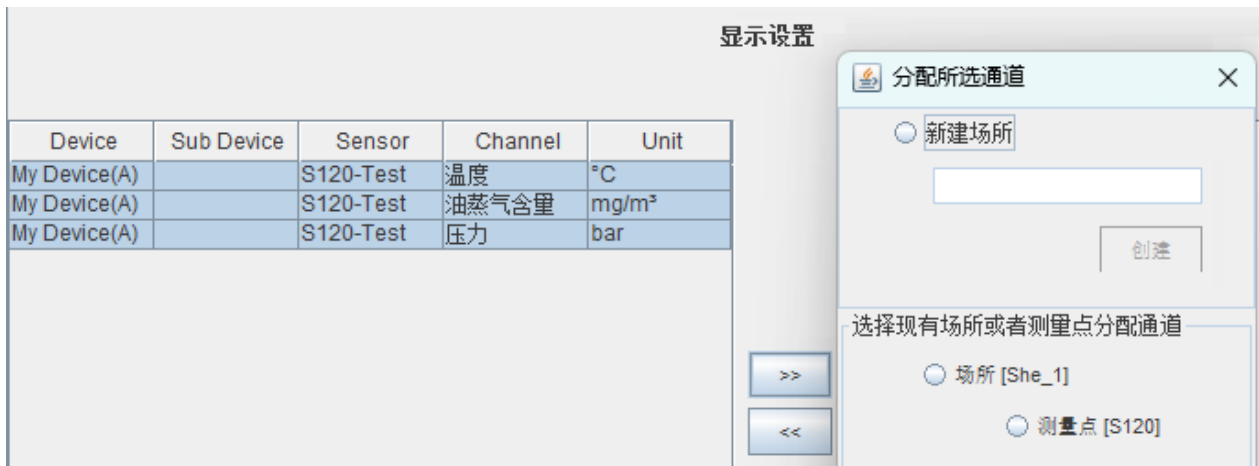 显示设置
分配所选通道
新建场所
创建
Device Sub Device Sensor Channel Unit
My Device(A) S120-Test 温度 °C
My Device(A) S120-Test 油蒸气含量 mg/m³
My Device(A) S120-Test 压力 bar
>>
<<
选择现有场所或者测量点分配通道
场所 [She_1]
测量点 [S120]